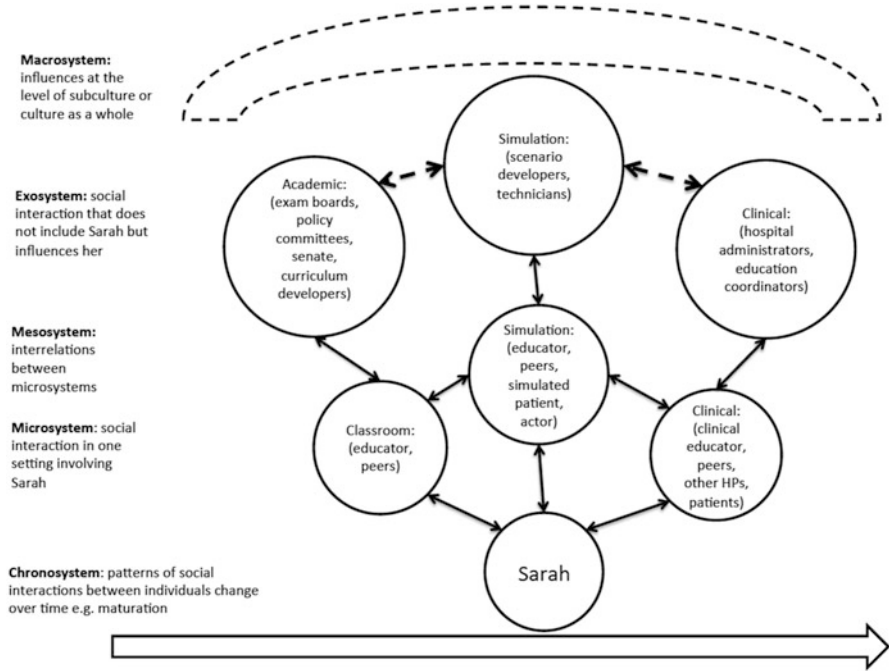 Macrosystem:
influences at the
level of subculture or
culture as a whole
Exosystem: social
interaction that does
not include Sarah but
influences her
Mesosystem:
interrelations
between
microsystems
Microsystem: social
interaction in one
setting involving
Sarah
Chronosystem: patterns of social
interactions between individuals change
over time e.g. maturation
Academic:
(exam boards,
policy
committees,
senate,
curriculum
developers)
Simulation:
(scenario
developers,
technicians)
Clinical:
(hospital
administrators,
education
coordinators)
Classroom:
(educator,
peers)
Simulation:
(educator,
peers,
simulated
patient,
actor)
Clinical:
(clinical
educator,
peers,
other HPs,
patients)
Sarah